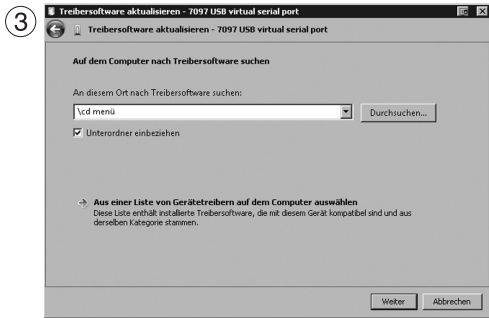 3
Treibersoftware aktualisieren - 7097 USB virtual serial port
Treibersoftware aktualisieren - 7097 USB virtual serial port
Auf dem Computer nach Treibersoftware suchen
An diesem Ort nach Treibersoftware suchen:
\cd menü
Durchsuchen...
Unterordner einbeziehen
Aus einer Liste von Gerätetreibern auf dem Computer auswählen
Diese Liste enthält installierte Treibersoftware, die mit diesem Gerät kompatibel sind und aus
derselben Kategorie stammen.
Weiter Abbrechen